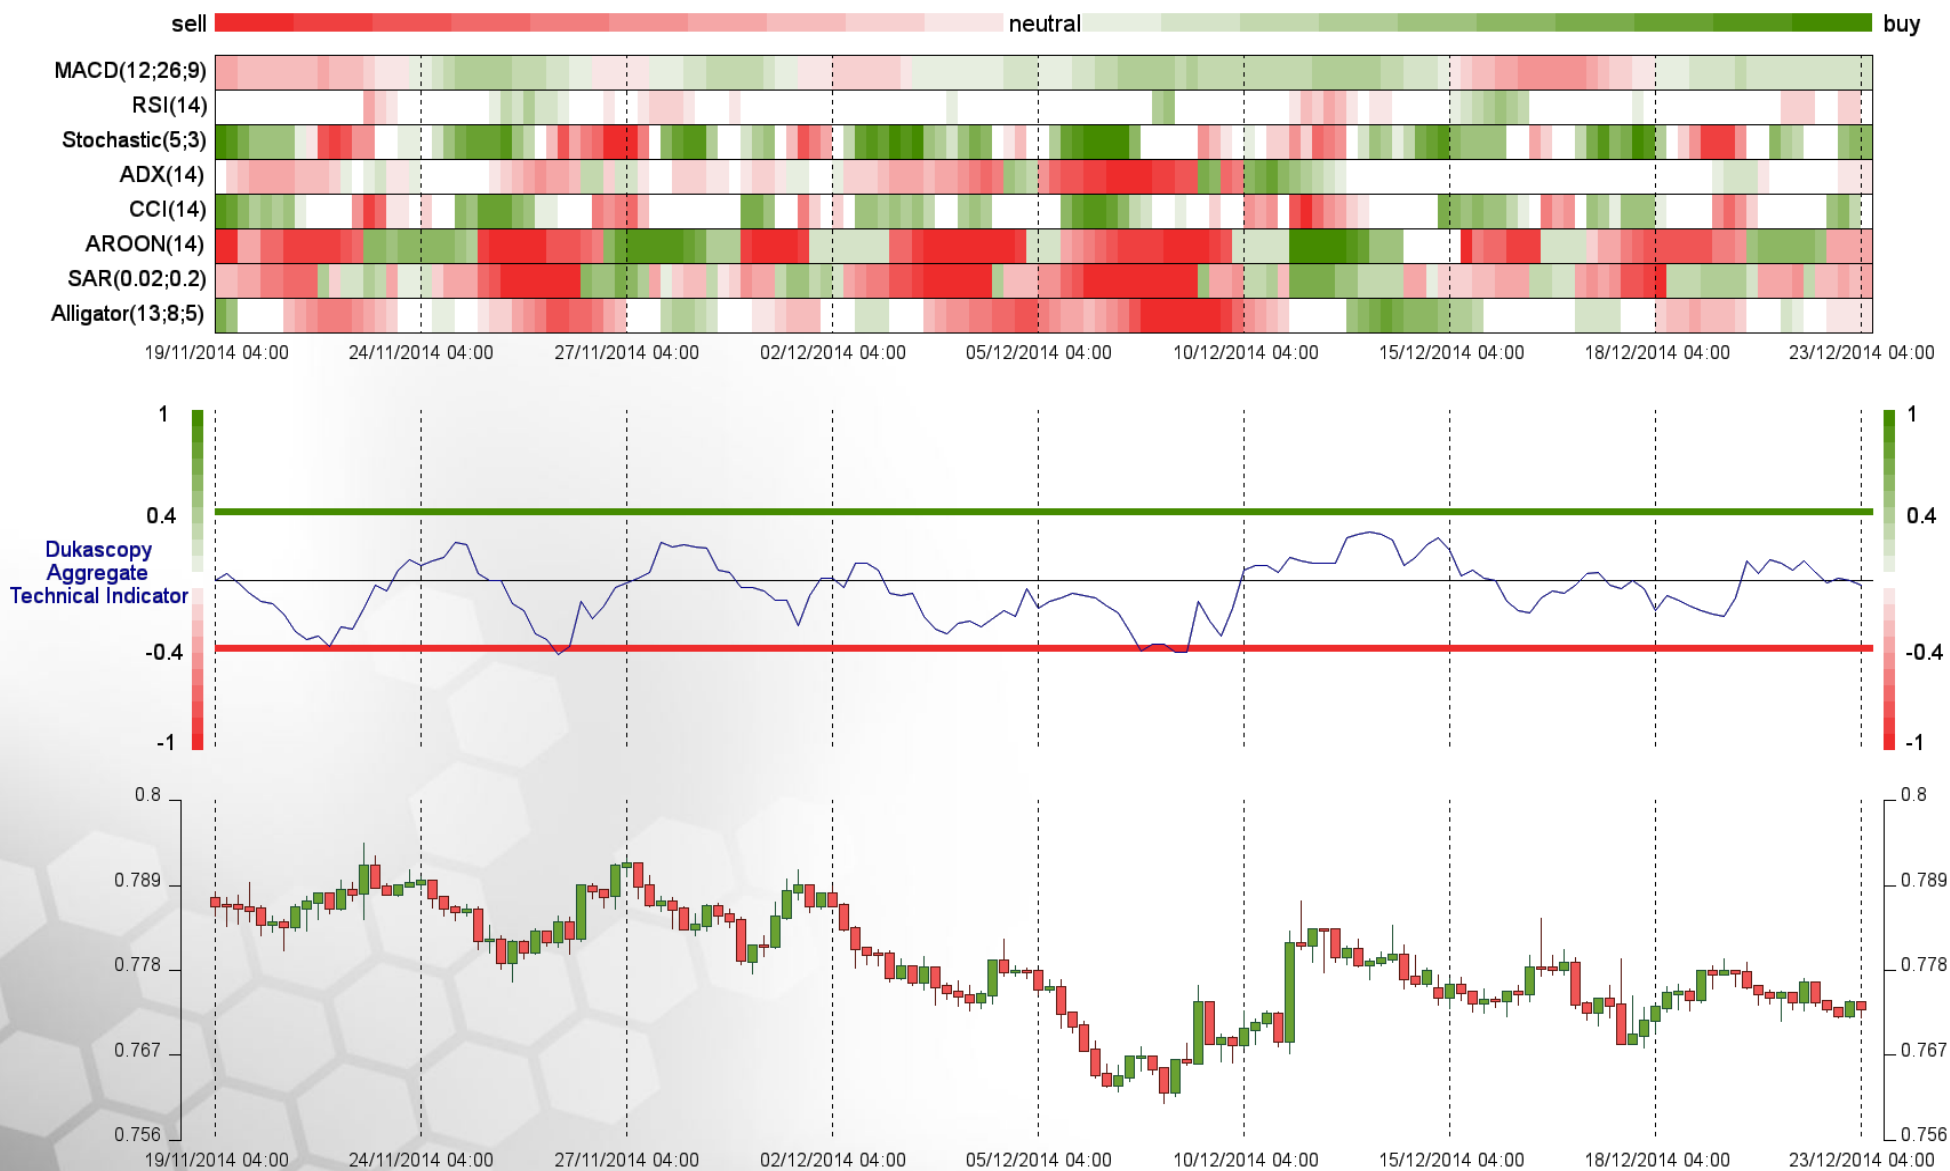 sell neutral buy
MACD(12;26;9)
RSI(14)
Stochastic(5;3)
ADX(14)
CCI(14)
AROON(14)
SAR(0.02;0.2)
Alligator(13;8;5)
19/11/2014 04:00 24/11/2014 04:00 27/11/2014 04:00 02/12/2014 04:00 05/12/2014 04:00 10/12/2014 04:00 15/12/2014 04:00 18/12/2014 04:00 23/12/2014 04:00
1 1
0.4 0.4
Dukascopy
Aggregate
Technical Indicator
-0.4 -0.4
-1 -1
0.8 0.8
0.789 0.789
0.778 0.778
0.767 0.767
0.756 0.756
19/11/2014 04:00 24/11/2014 04:00 27/11/2014 04:00 02/12/2014 04:00 05/12/2014 04:00 10/12/2014 04:00 15/12/2014 04:00 18/12/2014 04:00 23/12/2014 04:00